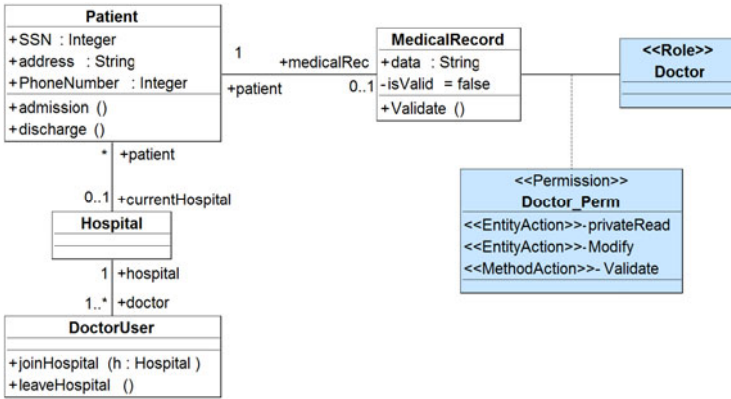 Patient
+SSN : Integer
+address : String
+PhoneNumber : Integer
+admission ()
+discharge ()
1
+patient
+medicalRec
0..1
MedicalRecord
+data : String
-isValid = false
+Validate ()
<<Role>>
Doctor
<<Permission>>
Doctor_Perm
<<EntityAction>>-privateRead
<<EntityAction>>-Modify
<<MethodAction>>- Validate
* +patient
0..1 +currentHospital
Hospital
1 +hospital
1..* +doctor
DoctorUser
+joinHospital (h : Hospital )
+leaveHospital ()